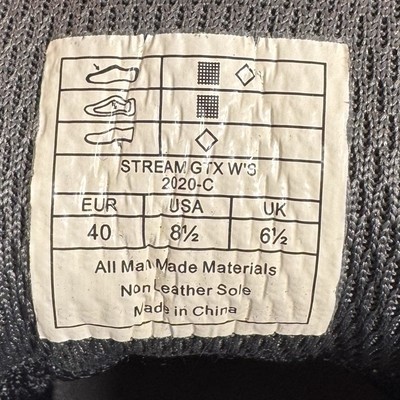 STREAM GTX W'S
2020-C
EUR USA UK
40 8½ 6½
All Man Made Materials
Non Leather Sole
Made in China